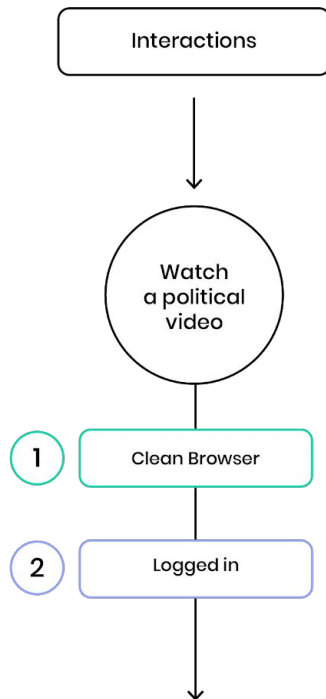 Interactions
Watch
a political
video
1 Clean Browser
2 Logged in